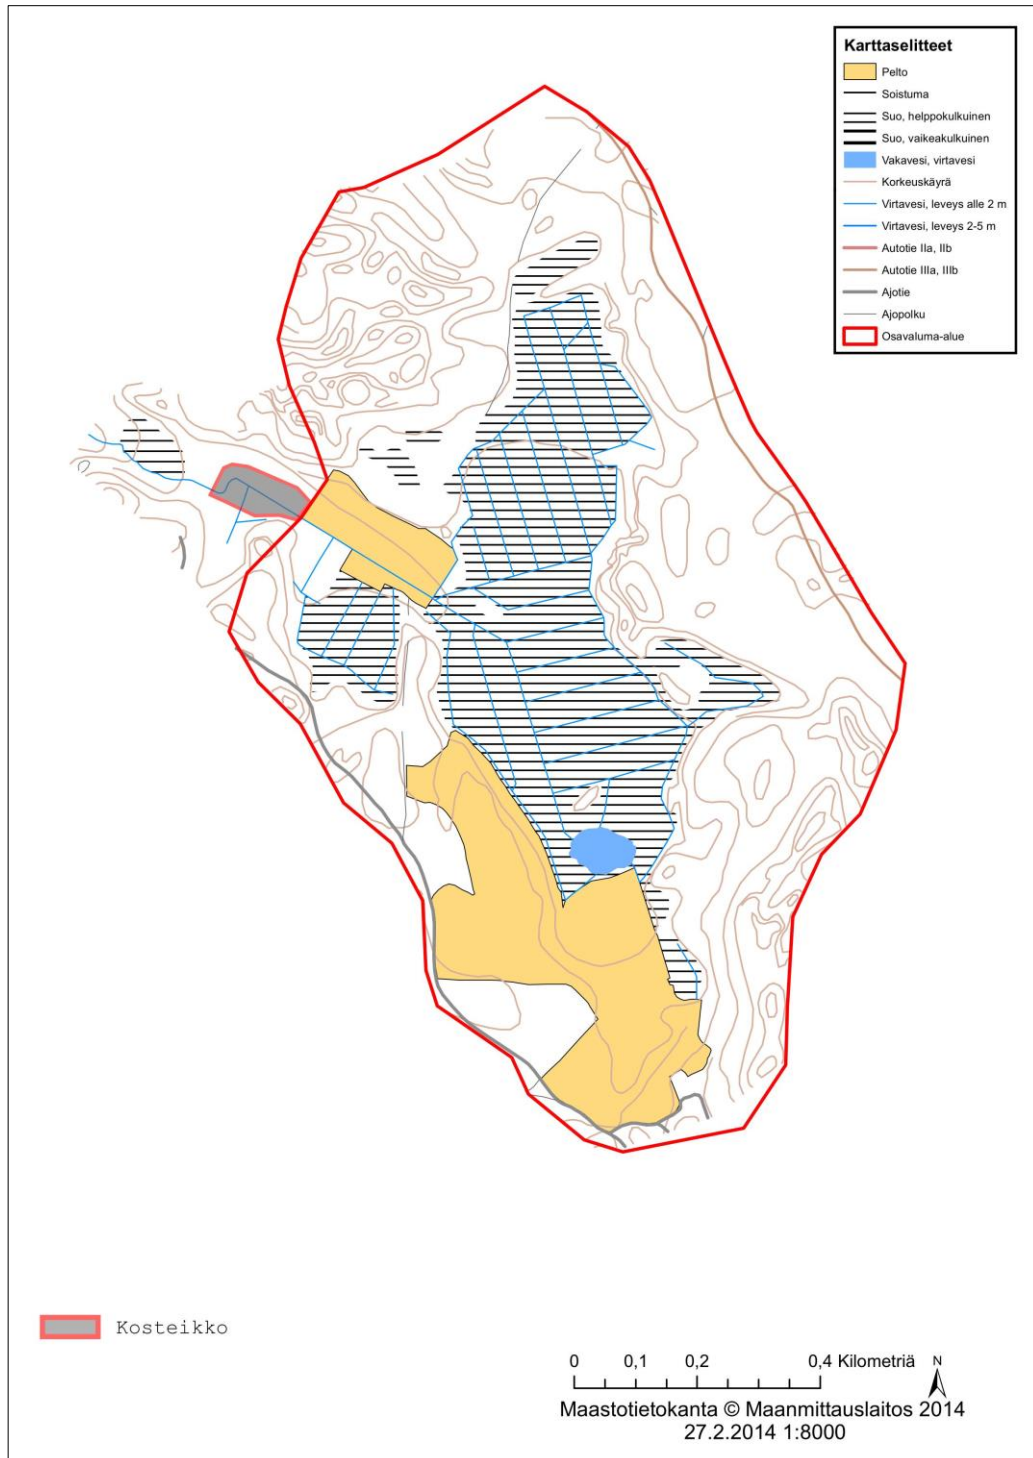 Karttaselitteet
Pelto
Soistuma
Suo, helppokulkuinen
Suo, vaikeakulkuinen
Vakavesi, virtavesi
Korkeuskäyrä
Virtavesi, leveys alle 2 m
Virtavesi, leveys 2-5 m
Autotie IIa, IIb
Autotie IIIa, IIIb
Ajotie
Ajopolku
Osavaluma-alue
Kosteikko
0 0,1 0,2 0,4 Kilometriä N
Maastotietokanta © Maanmittauslaitos 2014
27.2.2014 1:8000